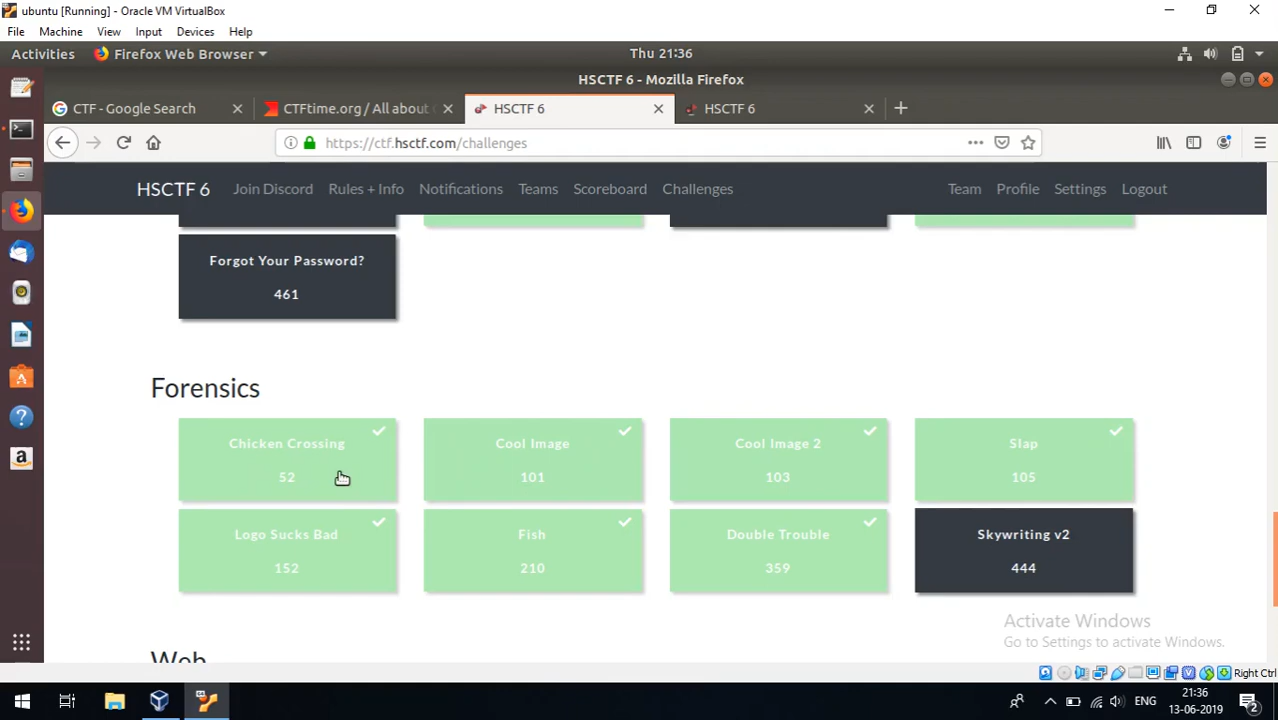 ubuntu [Running] - Oracle VM VirtualBox
File Machine View Input Devices Help
Activities Firefox Web Browser Thu 21:36
HSCTF 6 - Mozilla Firefox
CTF - Google Search CTFtime.org / All about HSCTF 6 HSCTF 6
https://ctf.hsctf.com/challenges
HSCTF 6 Join Discord Rules + Info Notifications Teams Scoreboard Challenges Team Profile Settings Logout
Forgot Your Password?
461
Forensics
Chicken Crossing Cool Image Cool Image 2 Slap
52 101 103 105
Logo Sucks Bad Fish Double Trouble Skywriting v2
152 210 359 444
Activate Windows
Go to Settings to activate Windows.
Web
Right Ctrl
ENG 21:36
13-06-2019 2